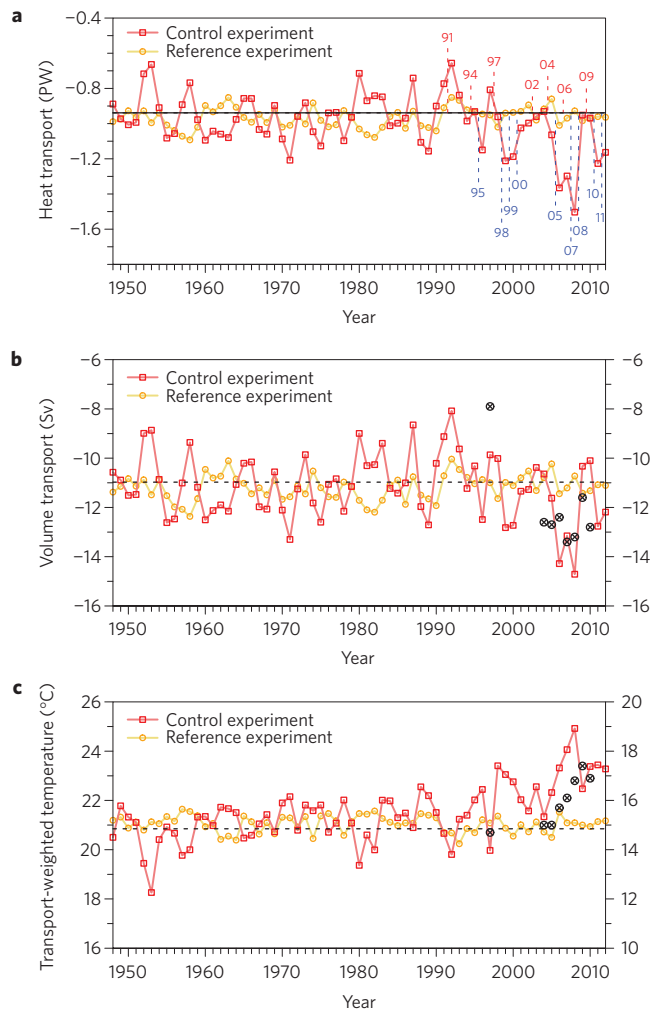 a
−0.4
−0.8
−1.2
−1.6
Heat transport (PW)
Control experiment
Reference experiment
91
94
97
02
04
06
09
95
98
99
00
05
07
08
10
11
1950 1960 1970 1980 1990 2000 2010
Year
b
−6
−8
−10
−12
−14
−16
Volume transport (Sv)
Control experiment
Reference experiment
−6
−8
−10
−12
−14
−16
1950 1960 1970 1980 1990 2000 2010
Year
c
26
24
22
20
18
16
Transport-weighted temperature (°C)
Control experiment
Reference experiment
20
18
16
14
12
10
1950 1960 1970 1980 1990 2000 2010
Year